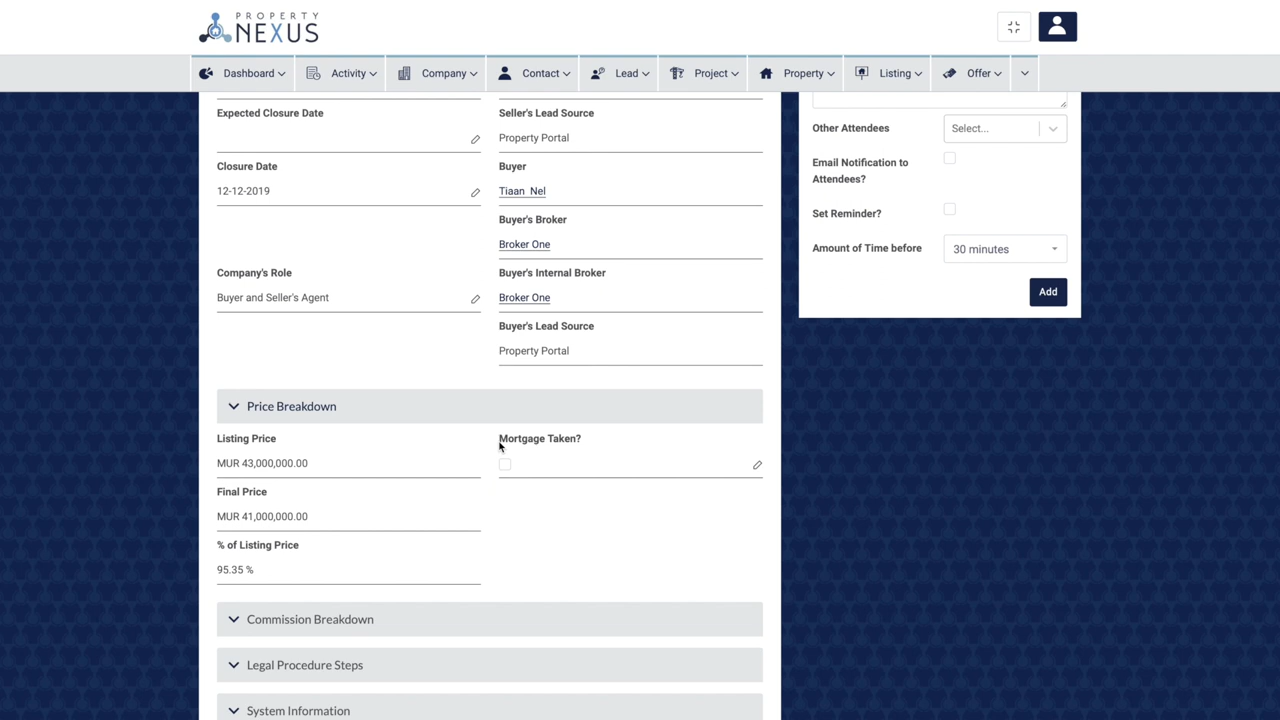 PROPERTY
NEXUS
Dashboard
Activity
Company
Contact
Lead
Project
Property
Listing
Offer
Expected Closure Date
Seller's Lead Source
Property Portal
Closure Date
12-12-2019
Buyer
Tiaan Nel
Buyer's Broker
Broker One
Company's Role
Buyer and Seller's Agent
Buyer's Internal Broker
Broker One
Buyer's Lead Source
Property Portal
Price Breakdown
Listing Price
MUR 43,000,000.00
Mortgage Taken?
Final Price
MUR 41,000,000.00
% of Listing Price
95.35 %
Commission Breakdown
Legal Procedure Steps
System Information
Other Attendees
Select...
Email Notification to
Attendees?
Set Reminder?
Amount of Time before
30 minutes
Add